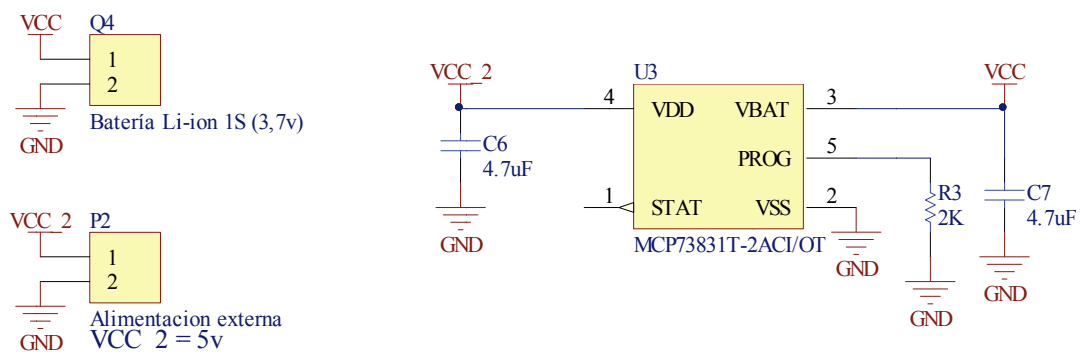 VCC
Q4
1
2
GND
Batería Li-ion 1S (3,7v)
VCC_2
P2
1
2
GND
Alimentacion externa
VCC_2 = 5v
VCC_2
C6
4.7uF
GND
U3
4 VDD VBAT 3
PROG 5
1 STAT VSS 2
MCP73831T-2ACI/OT
GND
R3
2K
GND
VCC
C7
4.7uF
GND